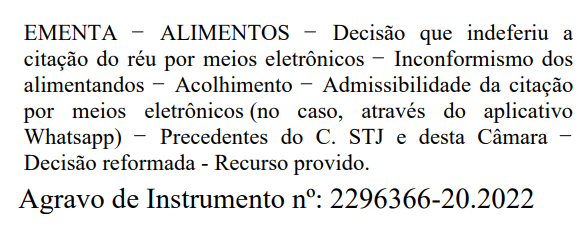 EMENTA − ALIMENTOS − Decisão que indeferiu a
citação do réu por meios eletrônicos − Inconformismo dos
alimentandos − Acolhimento − Admissibilidade da citação
por meios eletrônicos (no caso, através do aplicativo
Whatsapp) − Precedentes do C. STJ e desta Câmara −
Decisão reformada - Recurso provido.
Agravo de Instrumento nº: 2296366-20.2022